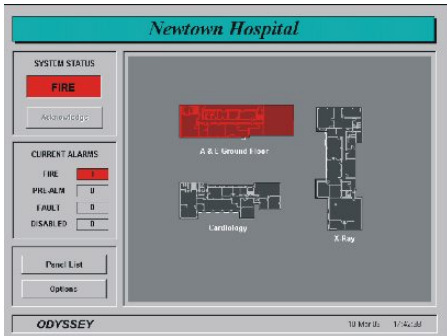 Newtown Hospital
SYSTEM STATUS
FIRE
Acknowledge
CURRENT ALARMS
FIRE 1
PRE-ALM 0
FAULT 0
DISABLED 0
Panel List
Options
A & E Ground Floor
Cardiology
X-Ray
ODYSSEY